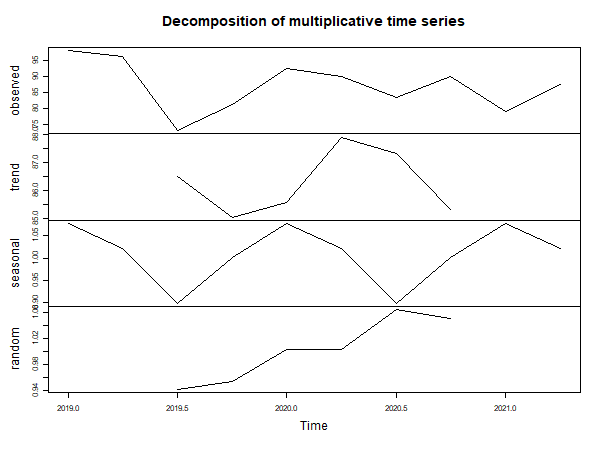 Decomposition of multiplicative time series
observed
75 80 85 90 95
trend
85.0 86.0 87.0 88.0
seasonal
0.90 0.95 1.00 1.05
random
0.94 0.98 1.02 1.06
2019.0 2019.5 2020.0 2020.5 2021.0
Time